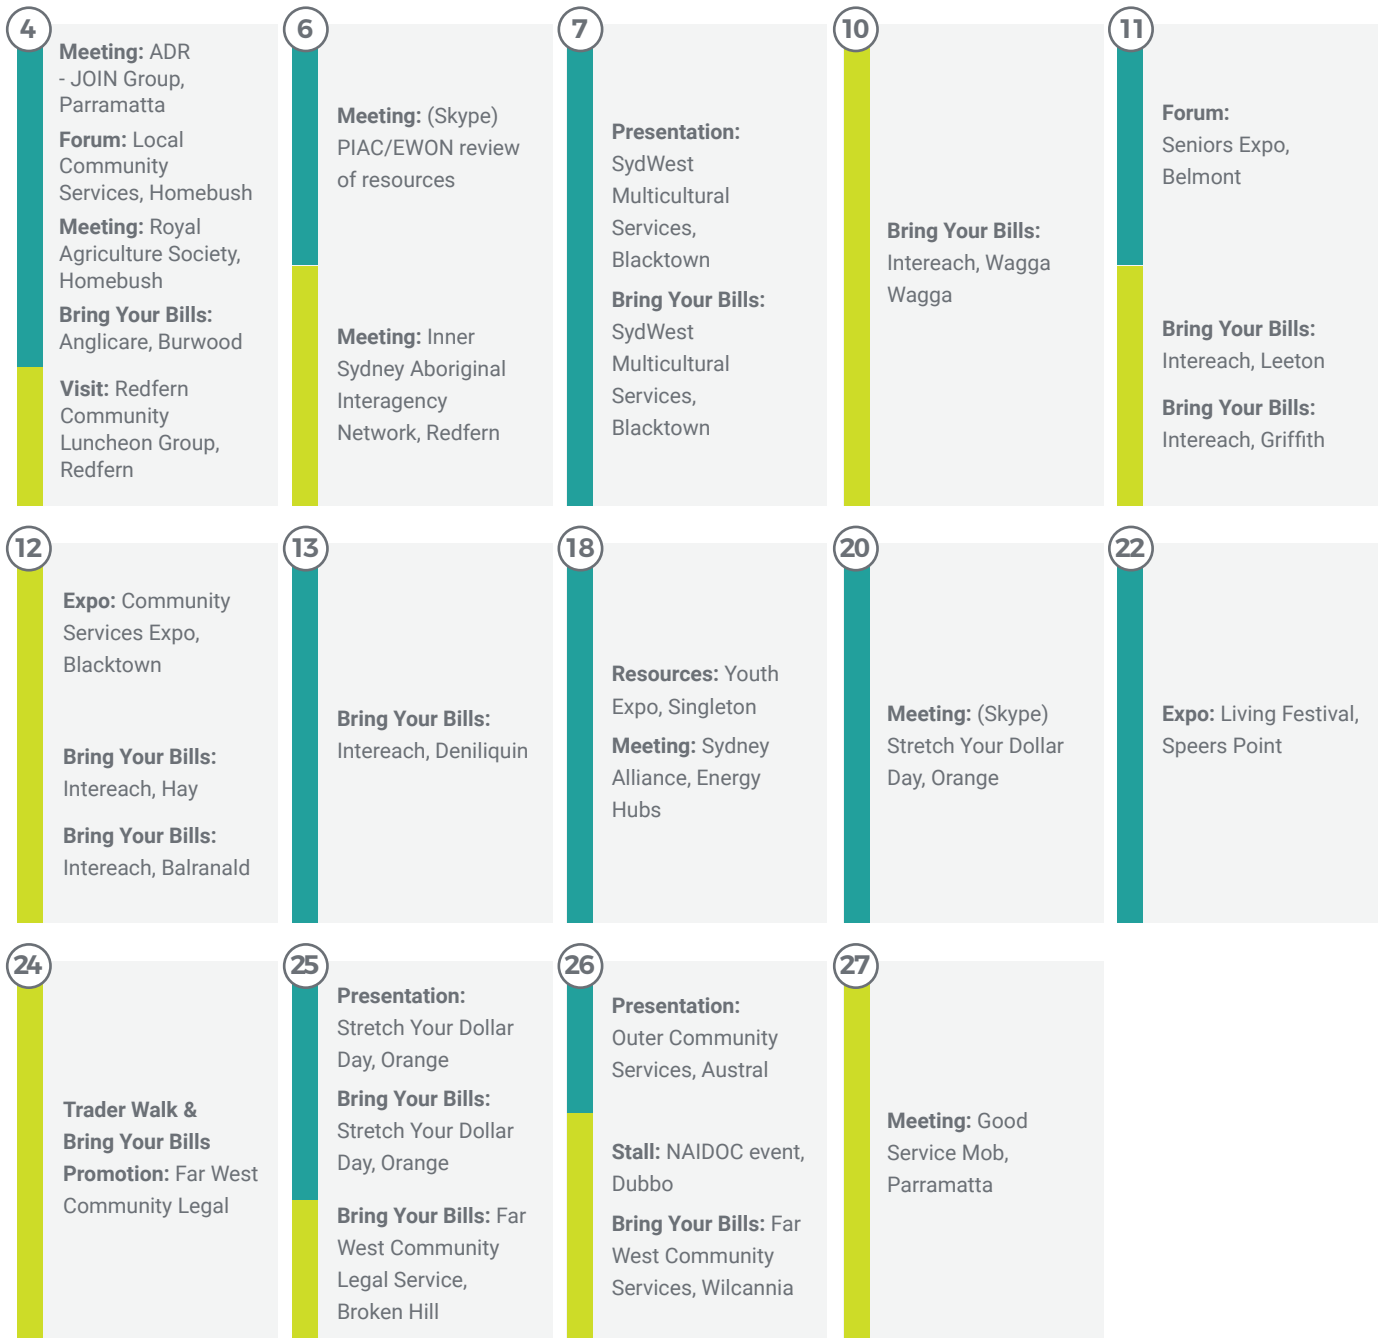 4
Meeting: ADR
- JOIN Group,
Parramatta
Forum: Local
Community
Services, Homebush
Meeting: Royal
Agriculture Society,
Homebush
Bring Your Bills:
Anglicare, Burwood
Visit: Redfern
Community
Luncheon Group,
Redfern
6
Meeting: (Skype)
PIAC/EWON review
of resources
Meeting: Inner
Sydney Aboriginal
Interagency
Network, Redfern
7
Presentation:
SydWest
Multicultural
Services,
Blacktown
Bring Your Bills:
SydWest
Multicultural
Services,
Blacktown
10
Bring Your Bills:
Intereach, Wagga
Wagga
11
Forum:
Seniors Expo,
Belmont
Bring Your Bills:
Intereach, Leeton
Bring Your Bills:
Intereach, Griffith
12
Expo: Community
Services Expo,
Blacktown
Bring Your Bills:
Intereach, Hay
Bring Your Bills:
Intereach, Balranald
13
Bring Your Bills:
Intereach, Deniliquin
18
Resources: Youth
Expo, Singleton
Meeting: Sydney
Alliance, Energy
Hubs
20
Meeting: (Skype)
Stretch Your Dollar
Day, Orange
22
Expo: Living Festival,
Speers Point
24
Trader Walk &
Bring Your Bills
Promotion: Far West
Community Legal
25
Presentation:
Stretch Your Dollar
Day, Orange
Bring Your Bills:
Stretch Your Dollar
Day, Orange
Bring Your Bills: Far
West Community
Legal Service,
Broken Hill
26
Presentation:
Outer Community
Services, Austral
Stall: NAIDOC event,
Dubbo
Bring Your Bills: Far
West Community
Services, Wilcannia
27
Meeting: Good
Service Mob,
Parramatta